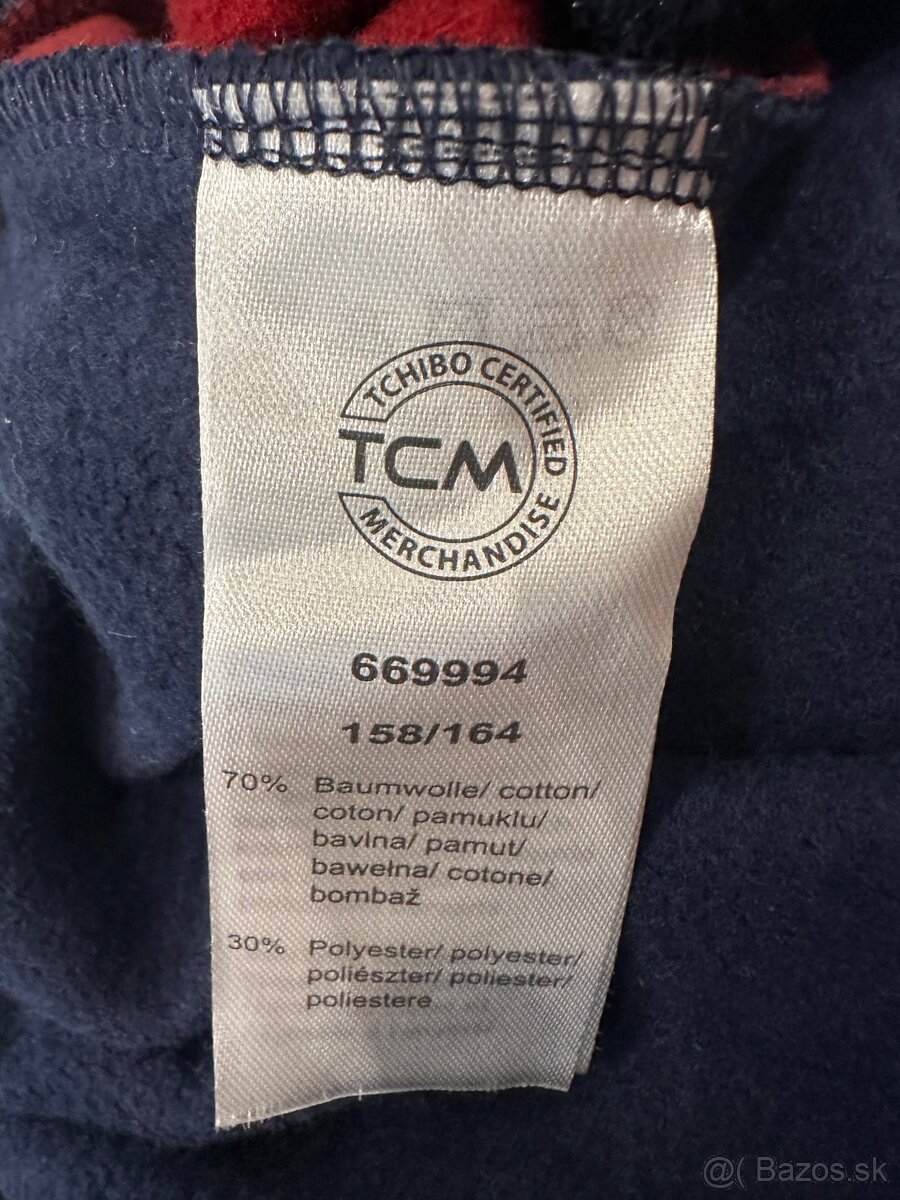 TCHIBO CERTIFIED
TCM
MERCHANDISE
669994
158/164
70% Baumwolle/ cotton/
coton/ pamuklu/
bavlna/ pamut/
bawełna/ cotone/
bombaž
30% Polyester/ polyester/
poliészter/ poliester/
poliestere
@( Bazos.sk